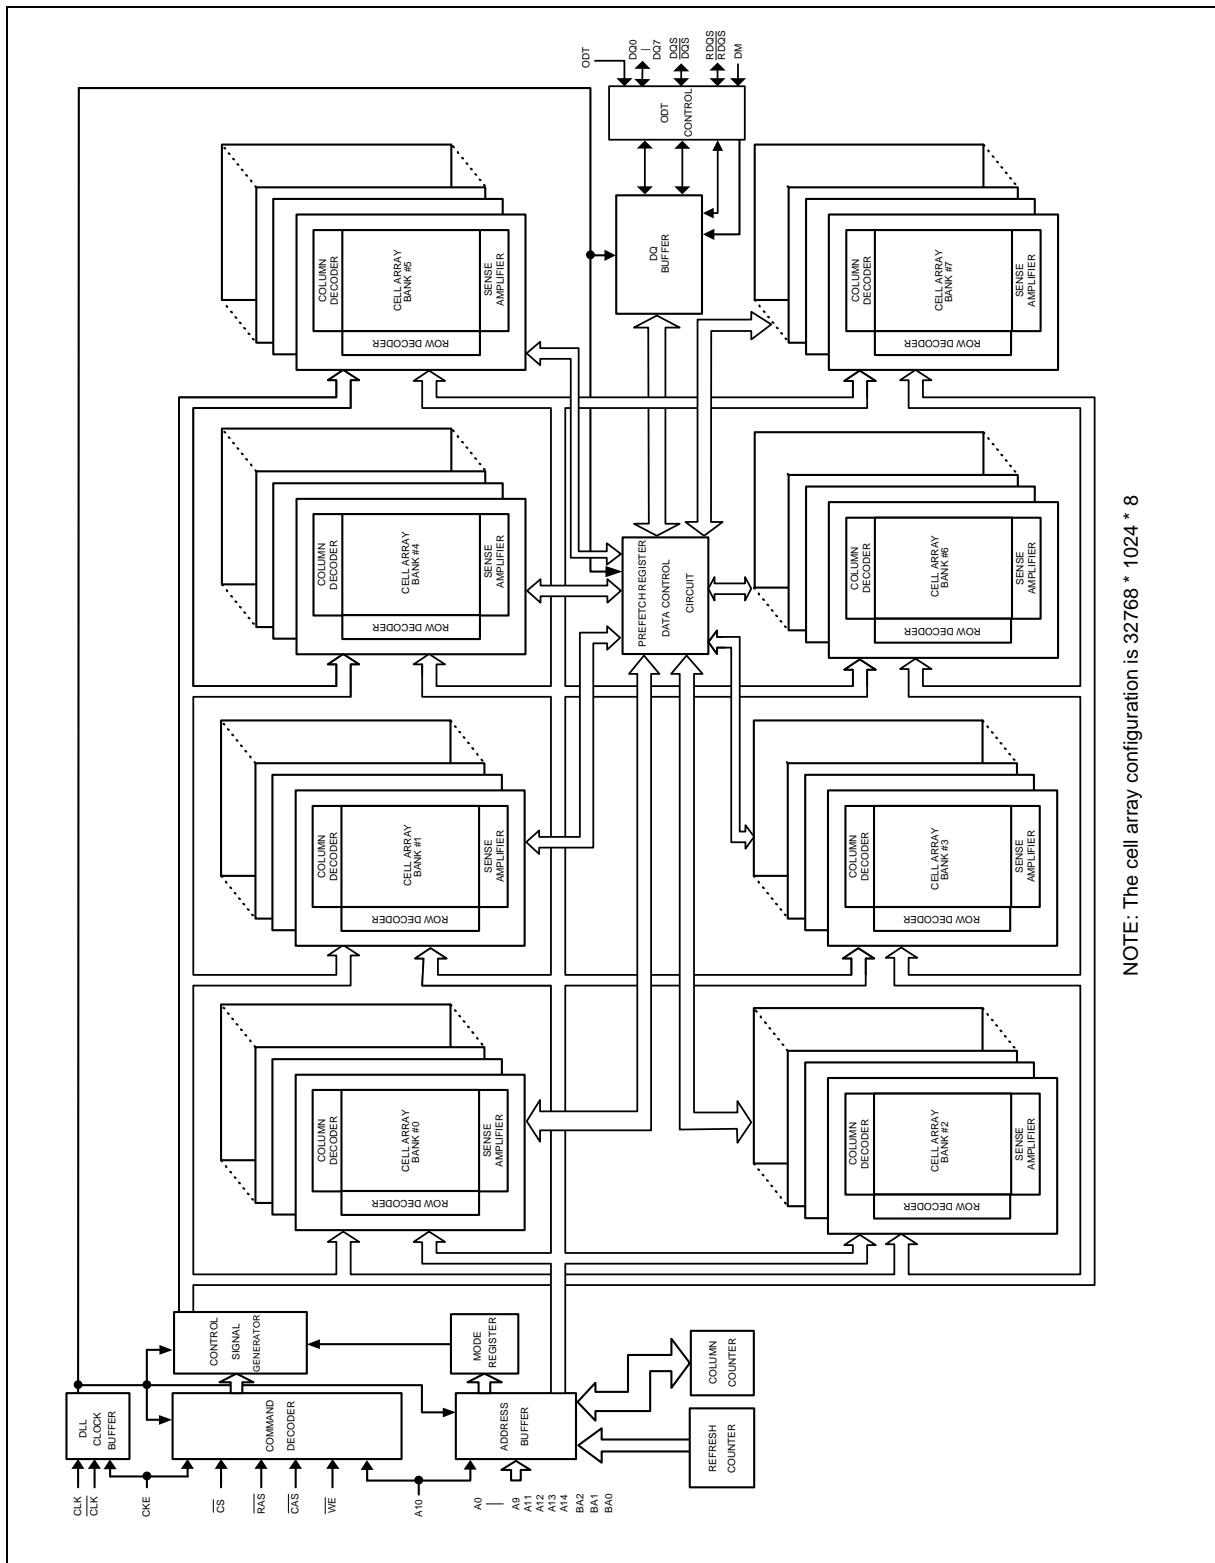 CLK
CLK
CKE
CS
RAS
CAS
WE
A10
A0
A9
A11
A12
A13
A14
BA2
BA1
BA0
DLL
CLOCK
BUFFER
COMMAND
DECODER
ADDRESS
BUFFER
REFRESH
COUNTER
COLUMN
COUNTER
CONTROL
SIGNAL
GENERATOR
MODE
REGISTER
COLUMN
DECODER
CELL ARRAY
BANK #0
SENSE
AMPLIFIER
ROW DECODER
COLUMN
DECODER
CELL ARRAY
BANK #1
SENSE
AMPLIFIER
ROW DECODER
COLUMN
DECODER
CELL ARRAY
BANK #4
SENSE
AMPLIFIER
ROW DECODER
COLUMN
DECODER
CELL ARRAY
BANK #5
SENSE
AMPLIFIER
ROW DECODER
PREFETCH REGISTER
DATA CONTROL
CIRCUIT
DQ
BUFFER
ODT
CONTROL
ODT
DQ0
DQ7
DQS
DQS
RDQS
RDQS
DM
COLUMN
DECODER
CELL ARRAY
BANK #2
SENSE
AMPLIFIER
ROW DECODER
COLUMN
DECODER
CELL ARRAY
BANK #3
SENSE
AMPLIFIER
ROW DECODER
COLUMN
DECODER
CELL ARRAY
BANK #6
SENSE
AMPLIFIER
ROW DECODER
COLUMN
DECODER
CELL ARRAY
BANK #7
SENSE
AMPLIFIER
ROW DECODER
NOTE: The cell array configuration is 32768 * 1024 * 8